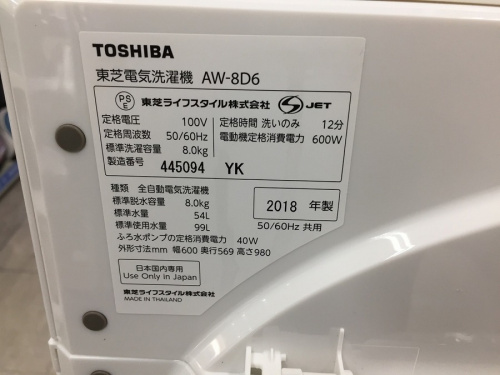 TOSHIBA
東芝電気洗濯機 AW-8D6
PS
E
東芝ライフスタイル株式会社 S JET
定格電圧 100V 定格時間 洗いのみ 12分
定格周波数 50/60Hz 電動機定格消費電力 600W
標準洗濯容量 8.0kg
製造番号 445094 YK
種類 全自動電気洗濯機
標準脱水容量 8.0kg
標準水量 54L
標準使用水量 99L
2018 年製
50/60Hz 共用
ふろ水ポンプの定格消費電力 40W
外形寸法mm 幅600 奥行569 高さ980
日本国内専用
Use Only in Japan
東芝ライフスタイル株式会社
MADE IN THAILAND